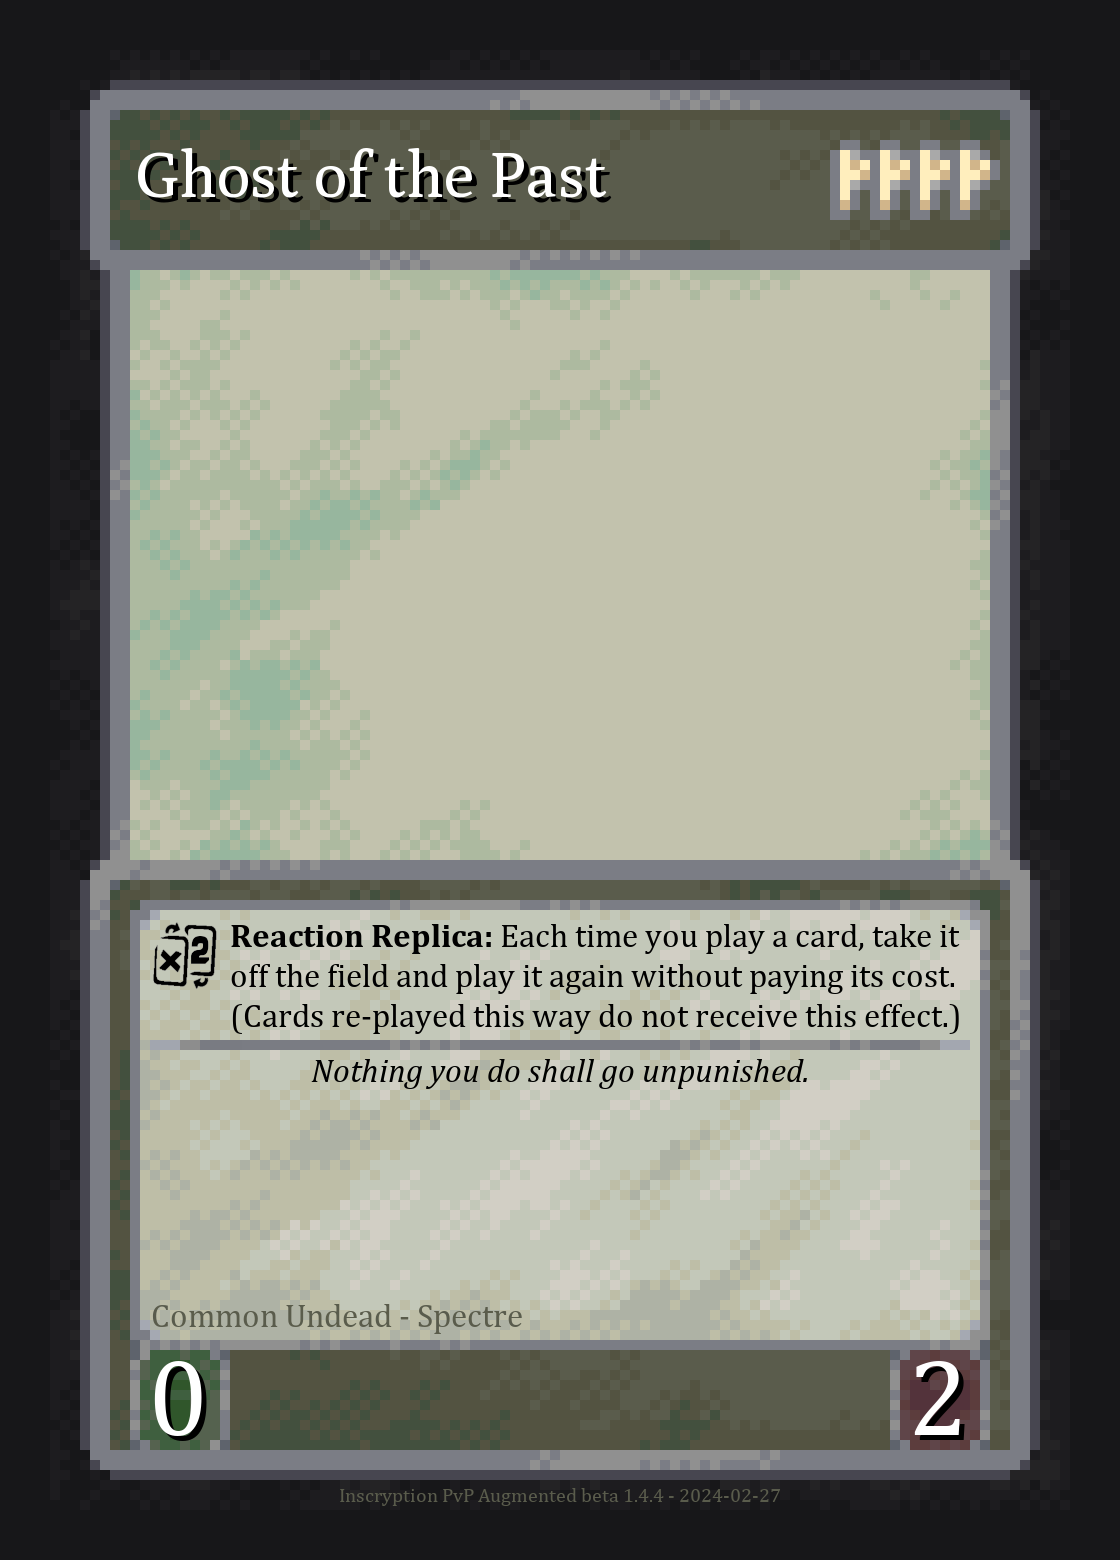 Ghost of the Past
x2
Reaction Replica: Each time you play a card, take it
off the field and play it again without paying its cost.
(Cards re-played this way do not receive this effect.)
Nothing you do shall go unpunished.
Common Undead - Spectre
0
2
Inscryption PvP Augmented beta 1.4.4 - 2024-02-27